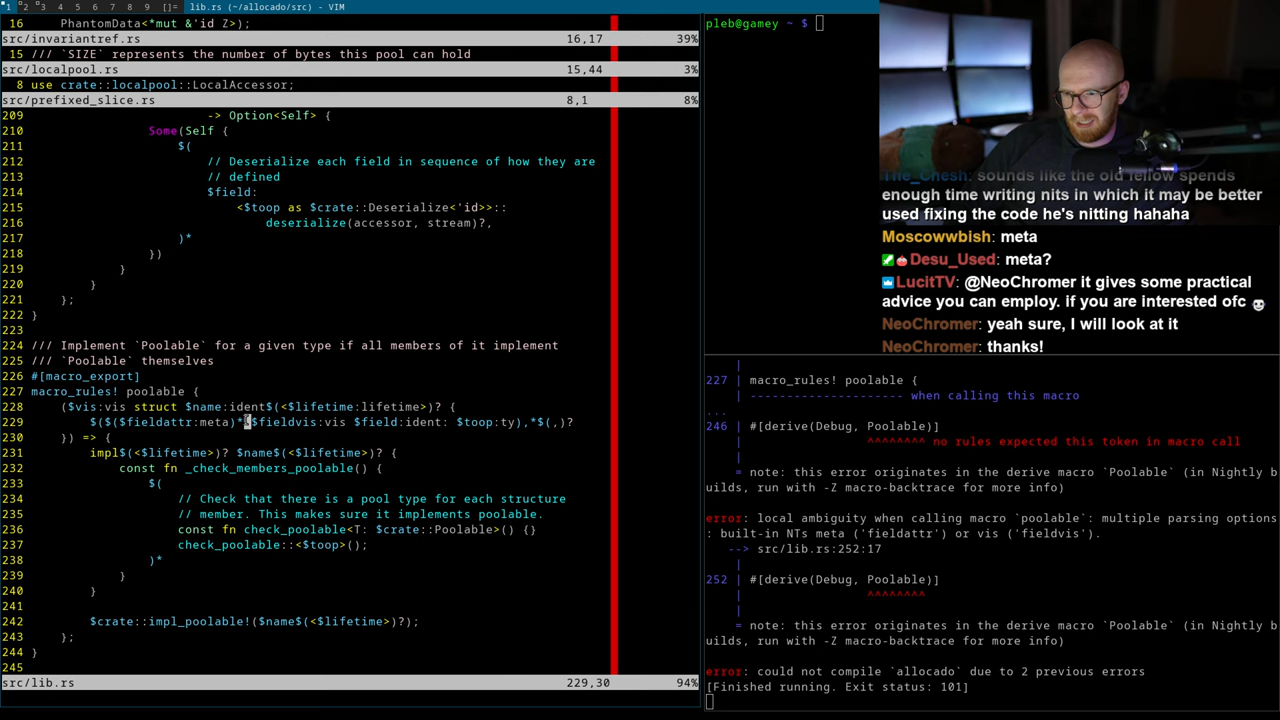 1 2 3 4 5 6 7 8 9 []= lib.rs (~/allocado/src) - VIM
16     PhantomData<*mut &'id Z>);
src/invariantref.rs 16,17 39%
15 /// `SIZE` represents the number of bytes this pool can hold
src/localpool.rs 15,44 3%
8 use crate::localpool::LocalAccessor;
src/prefixed_slice.rs 8,1 8%
209                         -> Option<Self> {
210                 Some(Self {
211                     $(
212                         // Deserialize each field in sequence of how they are
213                         // defined
214                         $field:
215                             <$toop as $crate::Deserialize<'id>>::
216                                 deserialize(accessor, stream)?,
217                     )*
218                 })
219             }
220         }
221     };
222 }
223
224 /// Implement `Poolable` for a given type if all members of it implement
225 /// `Poolable` themselves
226 #[macro_export]
227 macro_rules! poolable {
228     ($vis:vis struct $name:ident$(<$lifetime:lifetime>)? {
229         $($($fieldattr:meta)* $fieldvis:vis $field:ident: $toop:ty),*$(,)?
230     }) => {
231         impl$(<$lifetime>)? $name$(<$lifetime>)? {
232             const fn _check_members_poolable() {
233                 $(
234                     // Check that there is a pool type for each structure
235                     // member. This makes sure it implements poolable.
236                     const fn check_poolable<T: $crate::Poolable>() {}
237                     check_poolable::<$toop>();
238                 )*
239             }
240         }
241
242         $crate::impl_poolable!($name$(<$lifetime>)?);
243     };
244 }
245
src/lib.rs 229,30 94%
pleb@gamey ~ $
The_Chesh: sounds like the old fellow spends
enough time writing nits in which it may be better
used fixing the code he's nitting hahaha
Moscowwbish: meta
Desu_Used: meta?
LucitTV: @NeoChromer it gives some practical
advice you can employ. if you are interested ofc
NeoChromer: yeah sure, I will look at it
NeoChromer: thanks!
|
227 | macro_rules! poolable {
| -------------------- when calling this macro
...
246 | #[derive(Debug, Poolable)]
| ^^^^^^^^ no rules expected this token in macro call
|
= note: this error originates in the derive macro `Poolable` (in Nightly b
uilds, run with -Z macro-backtrace for more info)
error: local ambiguity when calling macro `poolable`: multiple parsing options
: built-in NTs meta ('fieldattr') or vis ('fieldvis').
--> src/lib.rs:252:17
|
252 | #[derive(Debug, Poolable)]
| ^^^^^^^^
|
= note: this error originates in the derive macro `Poolable` (in Nightly b
uilds, run with -Z macro-backtrace for more info)
error: could not compile `allocado` due to 2 previous errors
[Finished running. Exit status: 101]